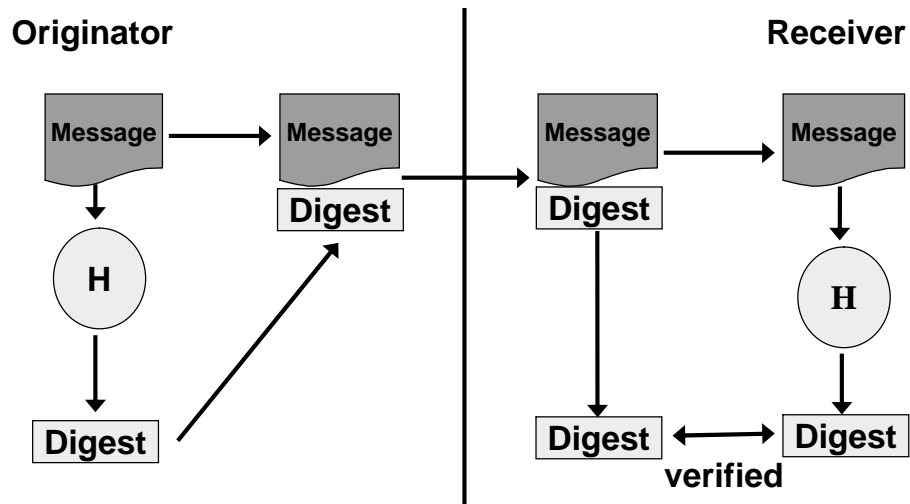 Originator
Receiver
Message
Message
Message
Message
Digest
Digest
H
H
Digest
Digest
Digest
verified